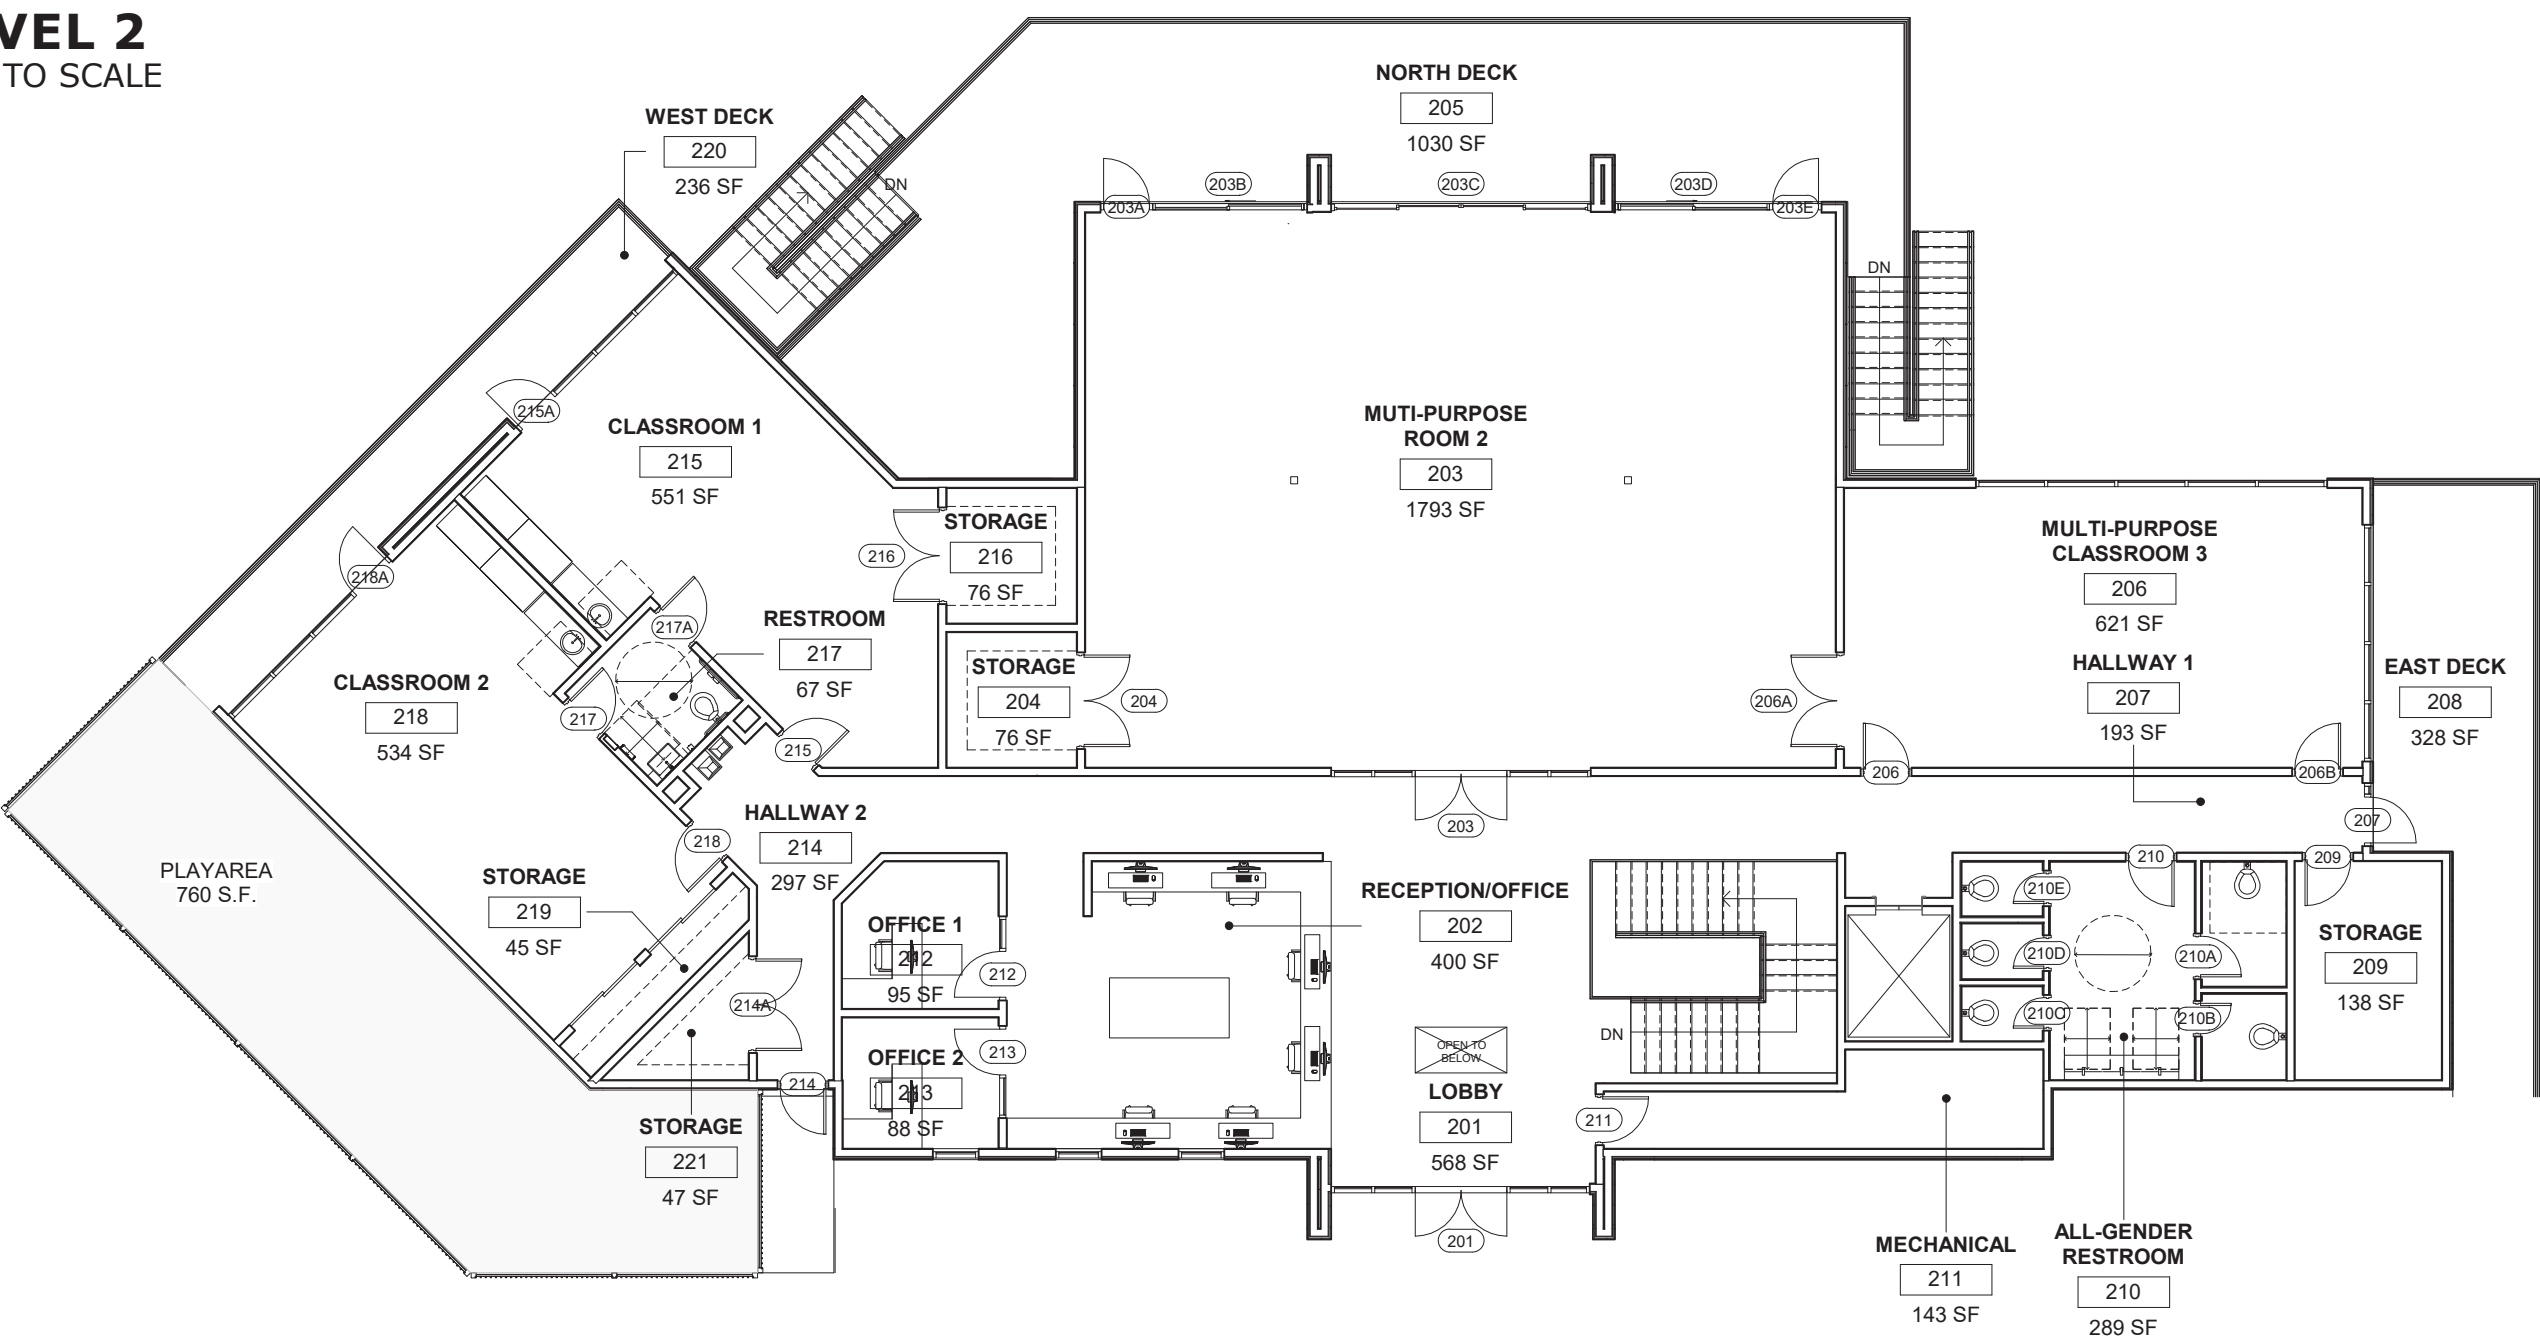 VEL 2
TO SCALE
NORTH DECK
205
1030 SF
WEST DECK
220
236 SF
DN
203A
203B
203C
203D
203E
DN
215A
CLASSROOM 1
215
551 SF
MUTI-PURPOSE
ROOM 2
203
1793 SF
216
STORAGE
216
76 SF
MULTI-PURPOSE
CLASSROOM 3
206
621 SF
218A
217A
RESTROOM
217
67 SF
STORAGE
204
76 SF
204
206A
HALLWAY 1
207
193 SF
EAST DECK
208
328 SF
CLASSROOM 2
218
534 SF
217
215
206
206B
207
203
HALLWAY 2
214
297 SF
218
PLAYAREA
760 S.F.
STORAGE
219
45 SF
OFFICE 1
212
95 SF
212
RECEPTION/OFFICE
202
400 SF
210
209
210E
210D
210A
210C
210B
STORAGE
209
138 SF
214A
OFFICE 2
213
88 SF
213
OPEN TO
BELOW
DN
214
LOBBY
201
568 SF
211
STORAGE
221
47 SF
201
MECHANICAL
211
143 SF
ALL-GENDER
RESTROOM
210
289 SF